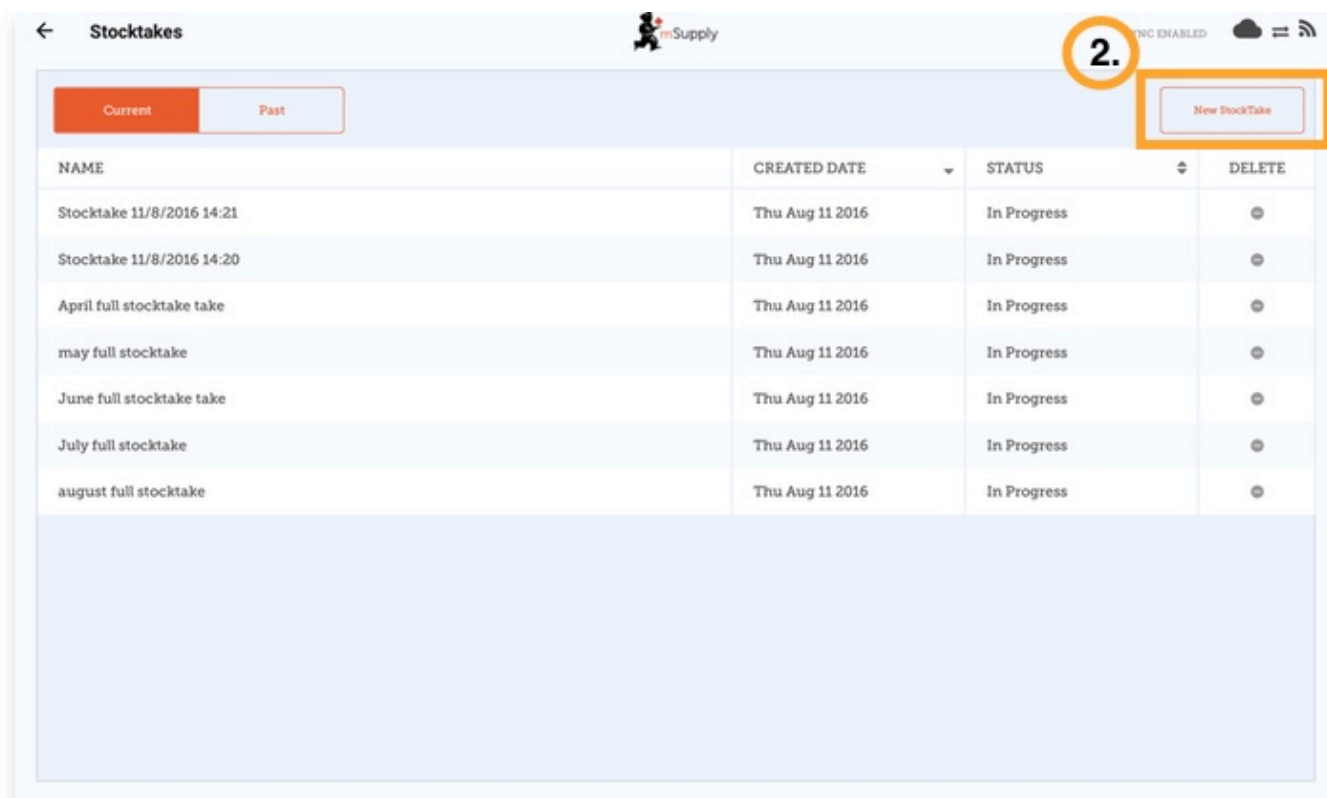 Stocktakes
mSupply
NC ENABLED
2.
Current Past
New StockTake
NAME CREATED DATE STATUS DELETE
Stocktake 11/8/2016 14:21 Thu Aug 11 2016 In Progress
Stocktake 11/8/2016 14:20 Thu Aug 11 2016 In Progress
April full stocktake take Thu Aug 11 2016 In Progress
may full stocktake Thu Aug 11 2016 In Progress
June full stocktake take Thu Aug 11 2016 In Progress
July full stocktake Thu Aug 11 2016 In Progress
august full stocktake Thu Aug 11 2016 In Progress